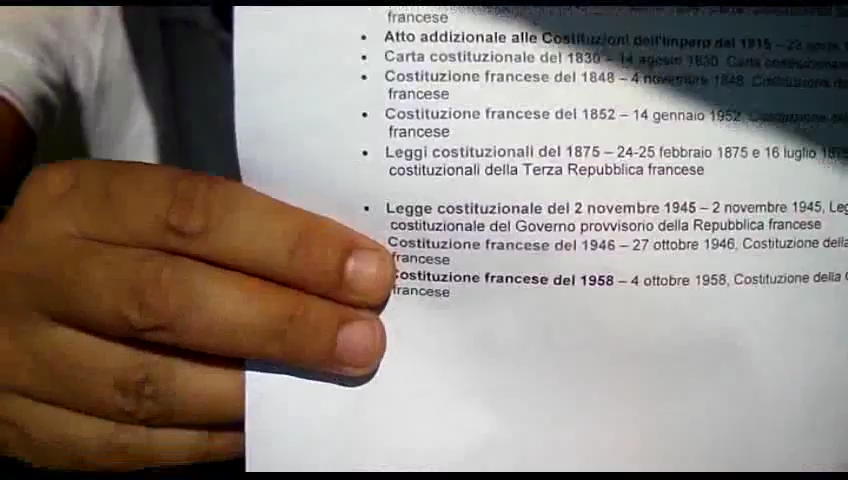 francese
• Atto addizionale alle Costituzioni dell'Impero del 1815 – 23
• Carta costituzionale del 1830 – 14 agosto 1830, Carta
• Costituzione francese del 1848 – 4 novembre 1848, Costituzione
francese
• Costituzione francese del 1852 – 14 gennaio 1952,
francese
• Leggi costituzionali del 1875 – 24-25 febbraio 1875 e 16 luglio
costituzionali della Terza Repubblica francese
• Legge costituzionale del 2 novembre 1945 – 2 novembre 1945,
costituzionale del Governo provvisorio della Repubblica francese
Costituzione francese del 1946 – 27 ottobre 1946, Costituzione della
francese
Costituzione francese del 1958 – 4 ottobre 1958, Costituzione della
francese